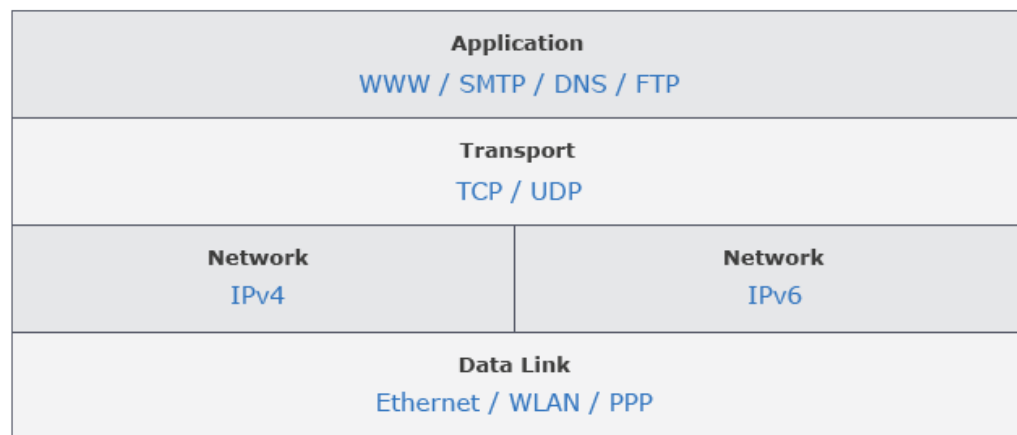 Application
WWW / SMTP / DNS / FTP
Transport
TCP / UDP
Network
IPv4
Network
IPv6
Data Link
Ethernet / WLAN / PPP